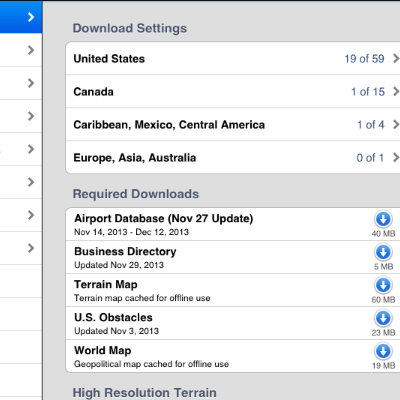 Download Settings
United States 19 of 59
Canada 1 of 15
Caribbean, Mexico, Central America 1 of 4
Europe, Asia, Australia 0 of 1
Required Downloads
Airport Database (Nov 27 Update)
Nov 14, 2013 - Dec 12, 2013 40 MB
Business Directory
Updated Nov 29, 2013 5 MB
Terrain Map
Terrain map cached for offline use 60 MB
U.S. Obstacles
Updated Nov 3, 2013 23 MB
World Map
Geopolitical map cached for offline use 19 MB
High Resolution Terrain